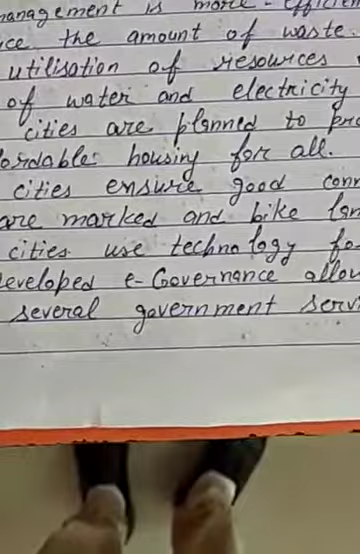 management is more efficien
ce the amount of waste.
utilisation of resources
of water and electricity
cities are planned to pro
ordable housing for all.
cities ensure good conn
are marked and bike lan
cities use technology fo
eveloped e-Governance allow
several government servi